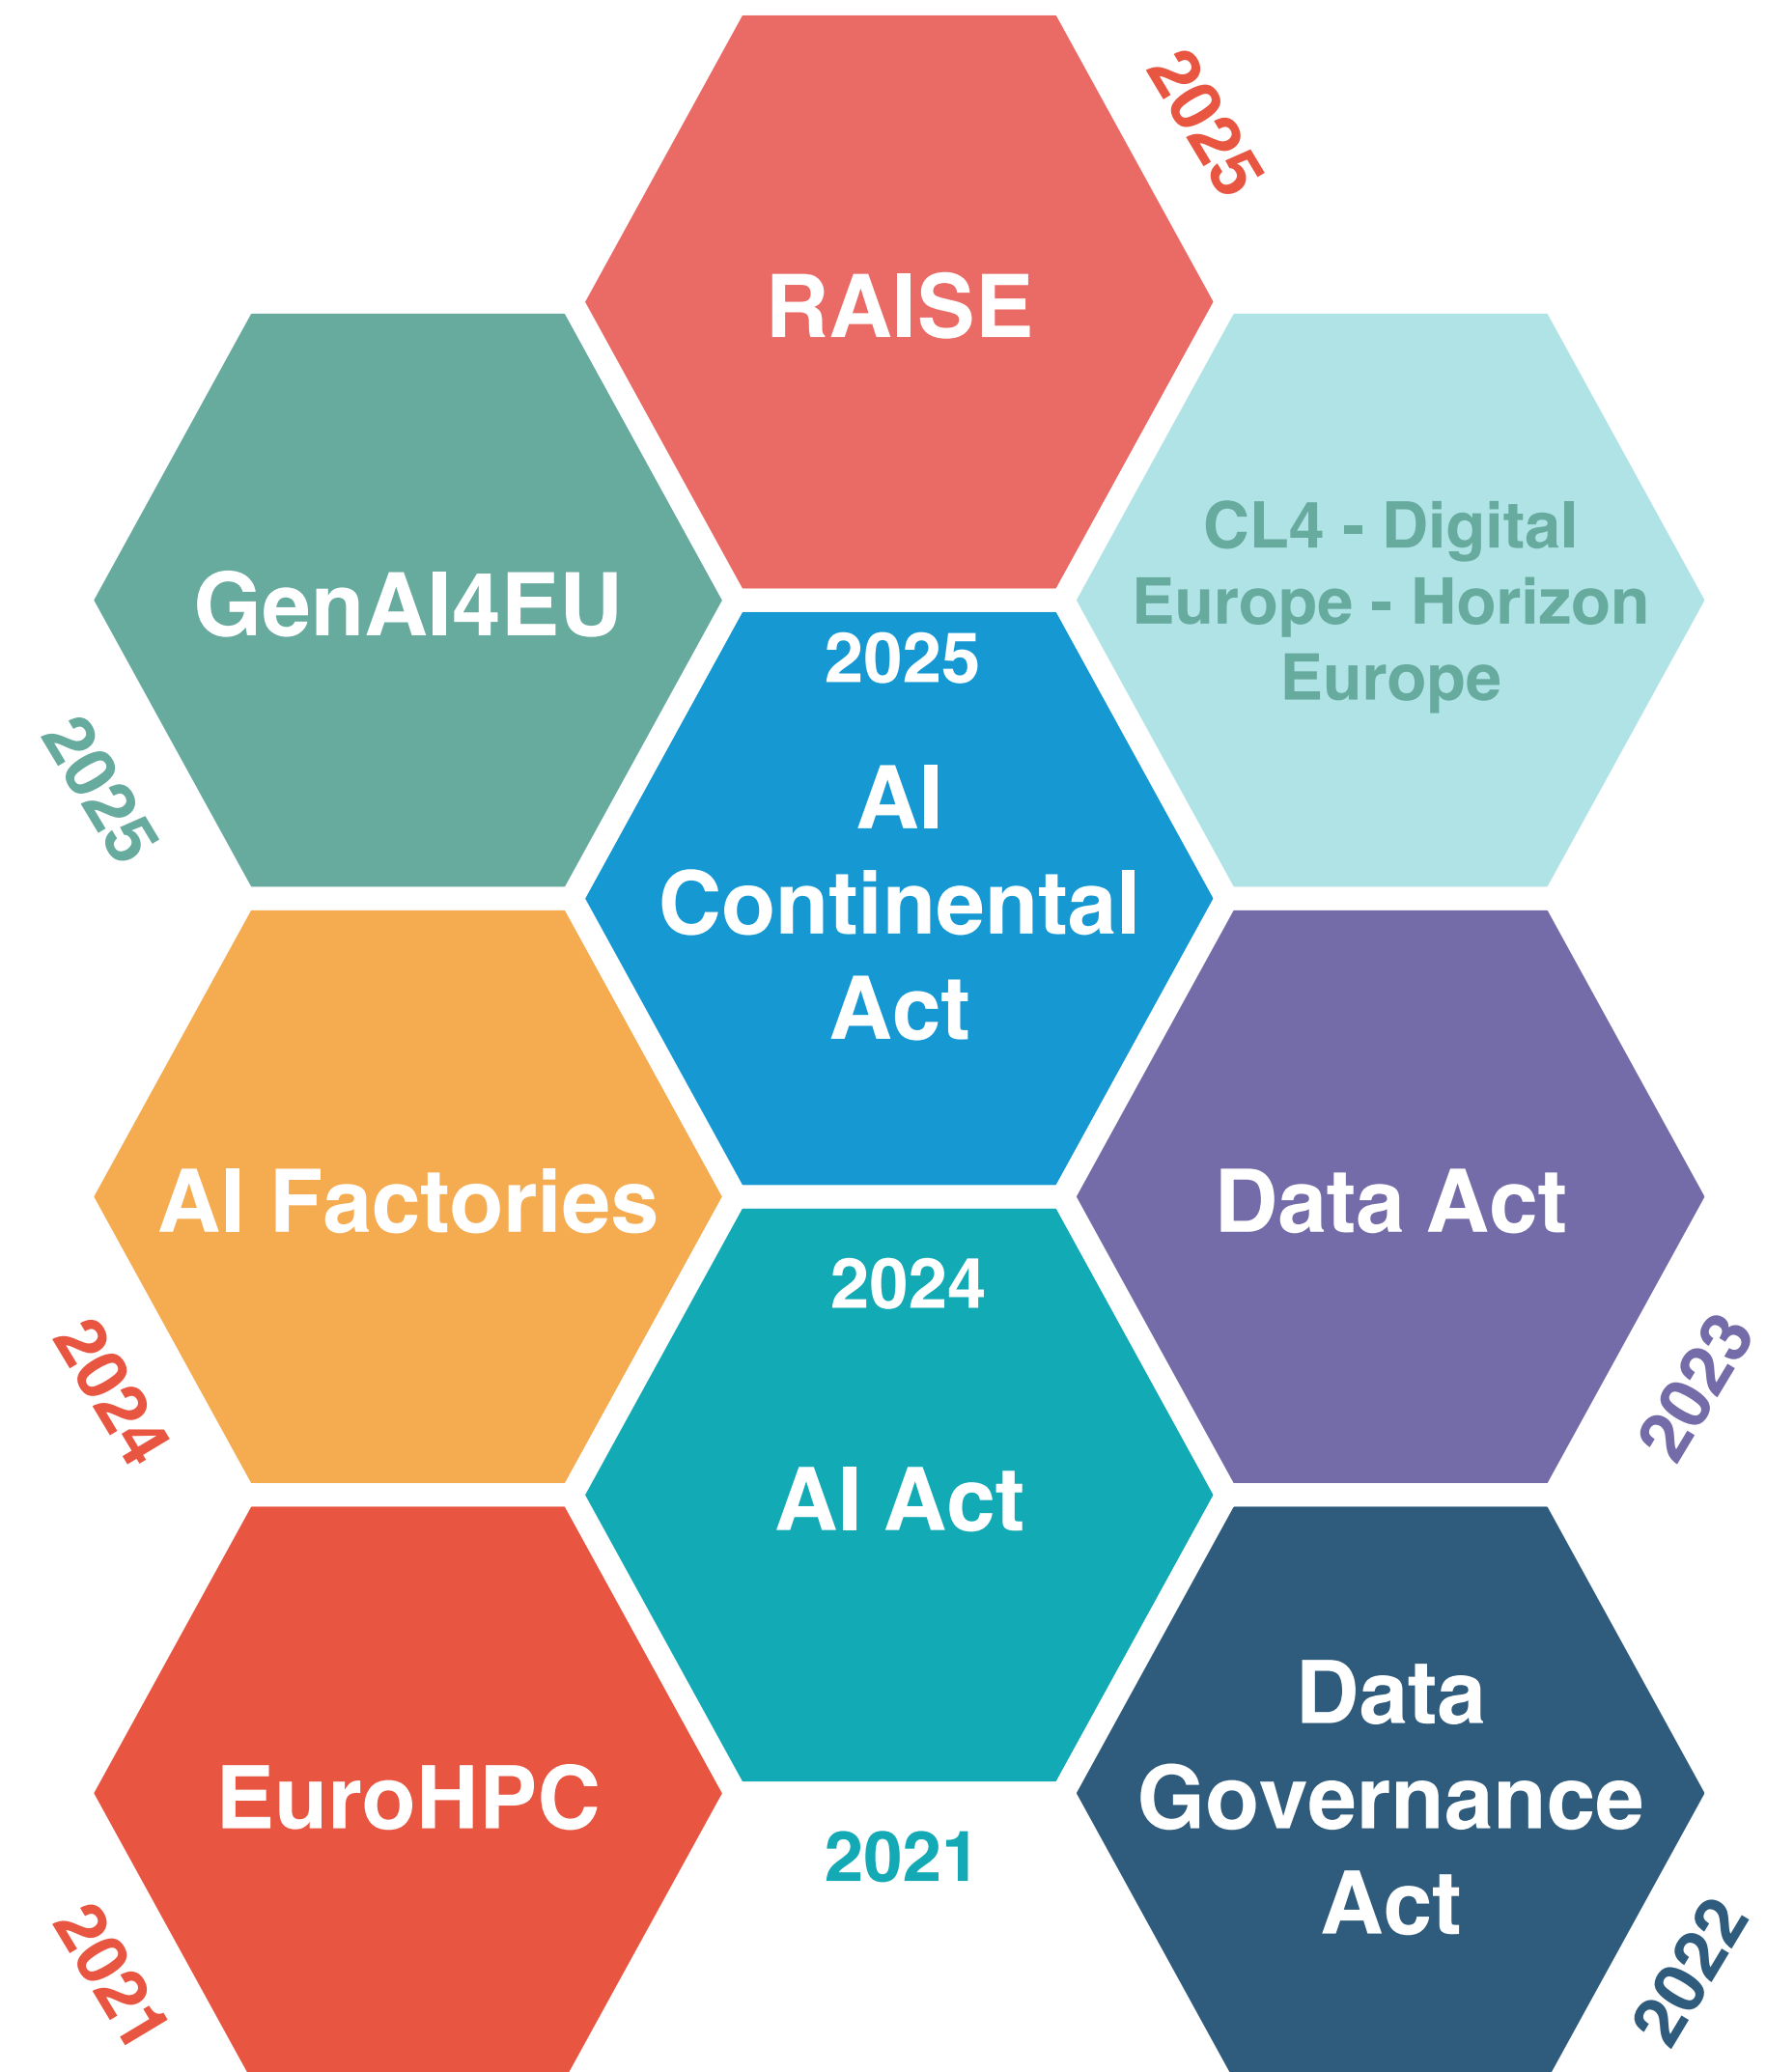 2025
RAISE
CL4 - Digital
Europe - Horizon
Europe
GenAI4EU
2025
2025
AI
Continental
Act
AI Factories
Data Act
2024
2024
2023
AI Act
Data
Governance
Act
EuroHPC
2021
2021
2022